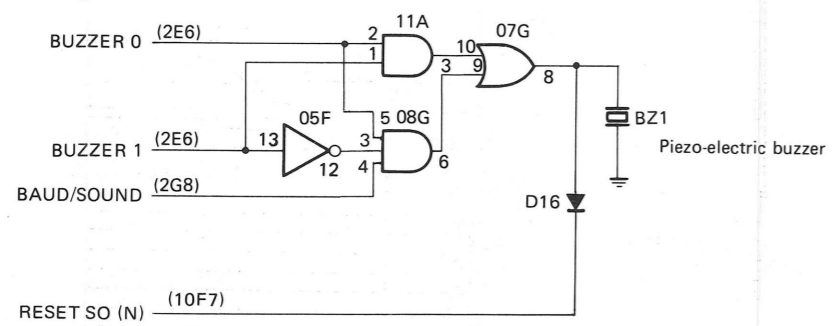 11A
07G
BUZZER 0 (2E6)
2
1
10
3 9
8
05F
5 08G
BZ1
BUZZER 1 (2E6)
13
12
3
4
6
Piezo-electric buzzer
BAUD/SOUND (2G8)
D16
RESET SO (N) (10F7)